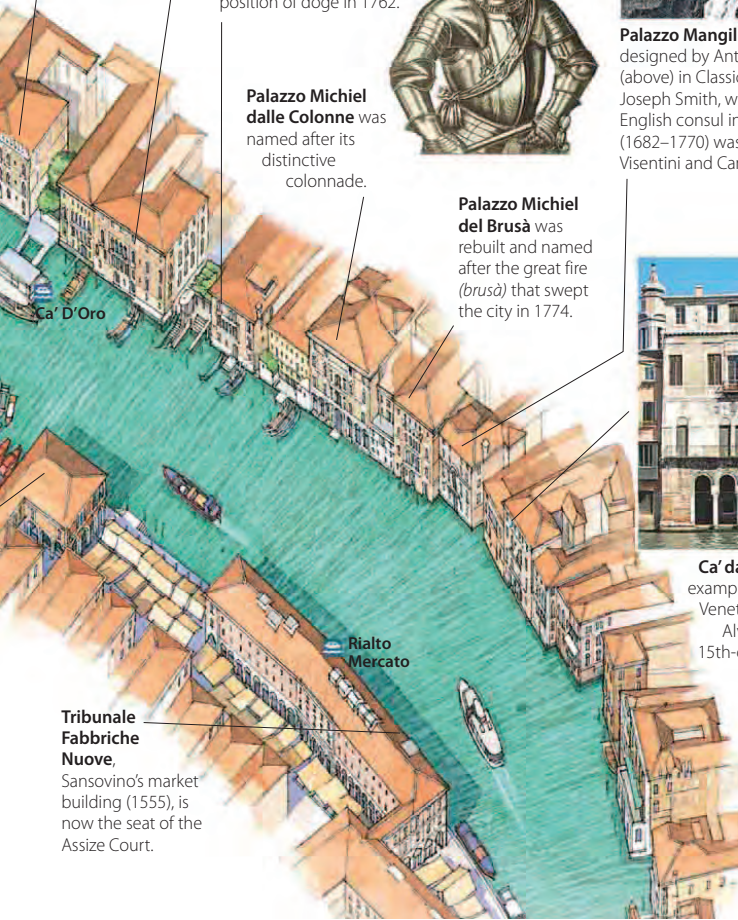 position of doge in 1762.
Palazzo Michiel
dalle Colonne was
named after its
distinctive
colonnade.
Palazzo Mangil
designed by Ant
(above) in Classic
Joseph Smith, w
English consul in
(1682–1770) was
Visentini and Can
Palazzo Michiel
del Brusà was
rebuilt and named
after the great fire
(brusà) that swept
the city in 1774.
Ca' D'Oro
Ca' da
examp
Venet
Al
15th-c
Rialto
Mercato
Tribunale
Fabbriche
Nuove,
Sansovino's market
building (1555), is
now the seat of the
Assize Court.